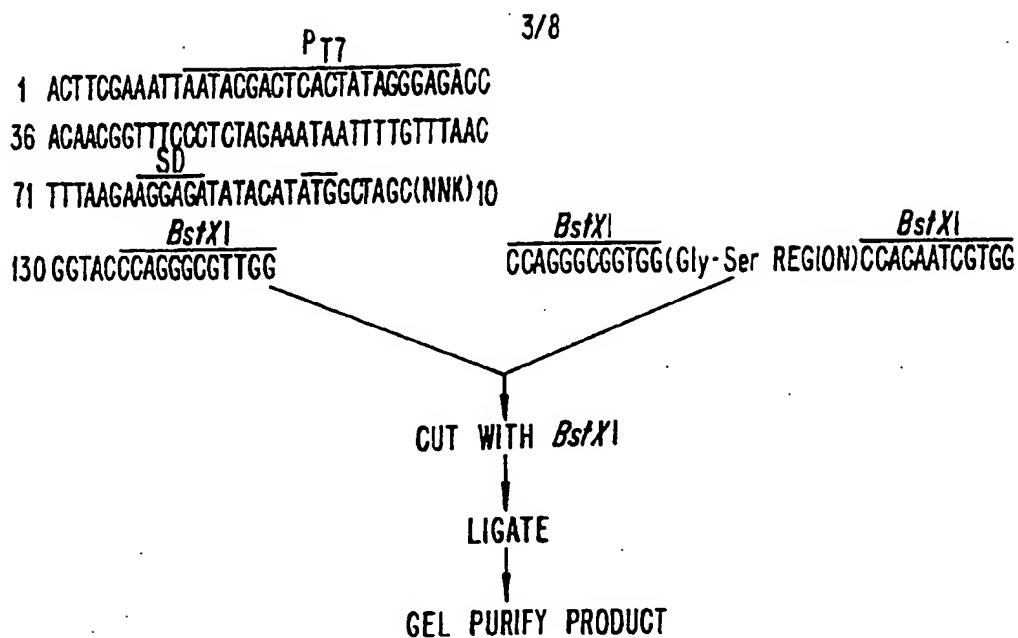 3/8
PT7
1 ACTTCGAAATTAATACGACTCACTATAGGGAGACC
36 ACAACGGTTTCCCTCTAGAAATAATTTTGTTTAAC
SD
71 TTTAAGAAGGAGATATACATATGGCTAGC(NNK)10
BstXI BstXI BstXI
130 GGTACCCAGGGCGTTGG CCAGGGCGGTGG(Gly-Ser REGION)CCACAATCGTGG
CUT WITH BstXI
LIGATE
GEL PURIFY PRODUCT